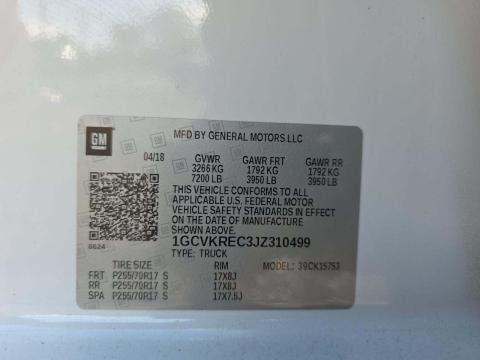 GM
MFD BY GENERAL MOTORS LLC
04/18 GVWR GAWR FRT GAWR RR
3266 KG 1792 KG 1792 KG
7200 LB 3950 LB 3950 LB
THIS VEHICLE CONFORMS TO ALL
APPLICABLE U.S. FEDERAL MOTOR
VEHICLE SAFETY STANDARDS IN EFFECT
ON THE DATE OF MANUFACTURE
SHOWN ABOVE.
6624
1GCVKREC3JZ310499
TYPE: TRUCK MODEL: 39CK15753
TIRE SIZE RIM
FRT P255/70R17 S 17X8J
RR P255/70R17 S 17X8J
SPA P255/70R17 S 17X7.5J